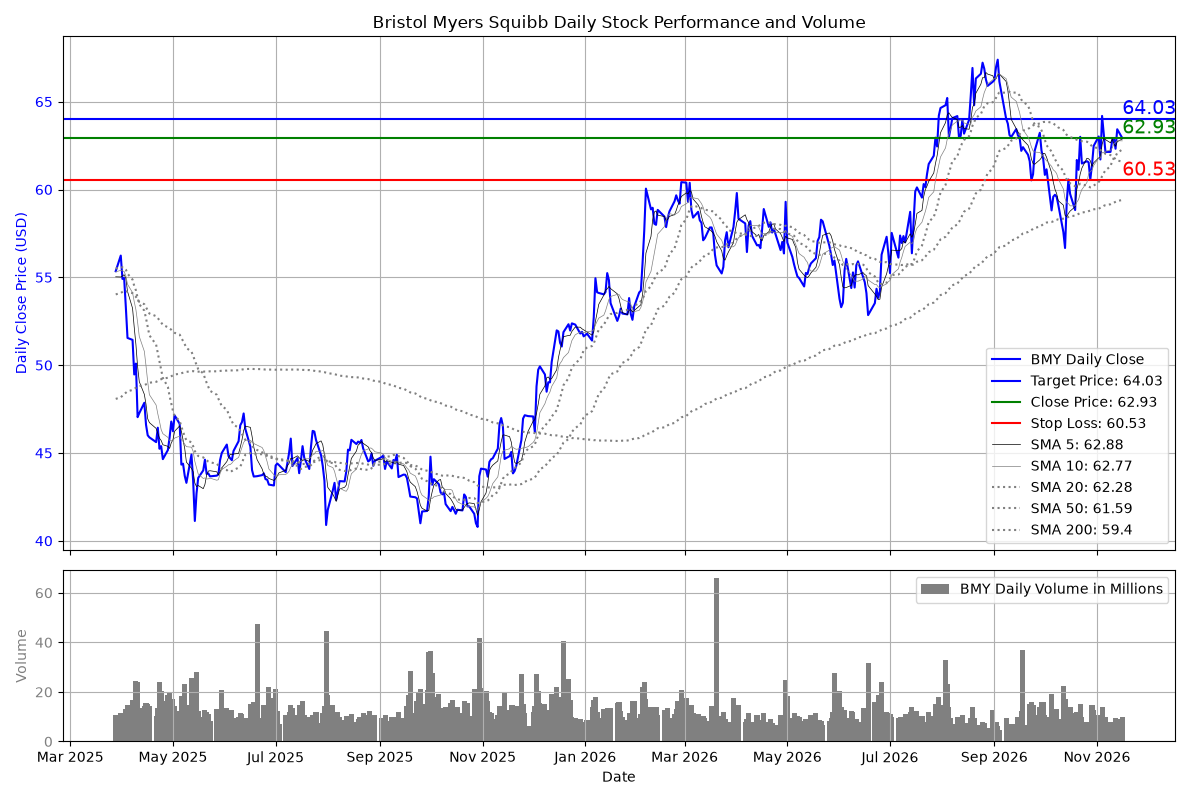 Bristol Myers Squibb Daily Stock Performance and Volume
Daily Close Price (USD)
65
60
55
50
45
40
64.03
62.93
60.53
BMY Daily Close
Target Price: 64.03
Close Price: 62.93
Stop Loss: 60.53
SMA 5: 62.88
SMA 10: 62.77
SMA 20: 62.28
SMA 50: 61.59
SMA 200: 59.4
Volume
60
40
20
0
BMY Daily Volume in Millions
Mar 2025 May 2025 Jul 2025 Sep 2025 Nov 2025 Jan 2026 Mar 2026 May 2026 Jul 2026 Sep 2026 Nov 2026
Date